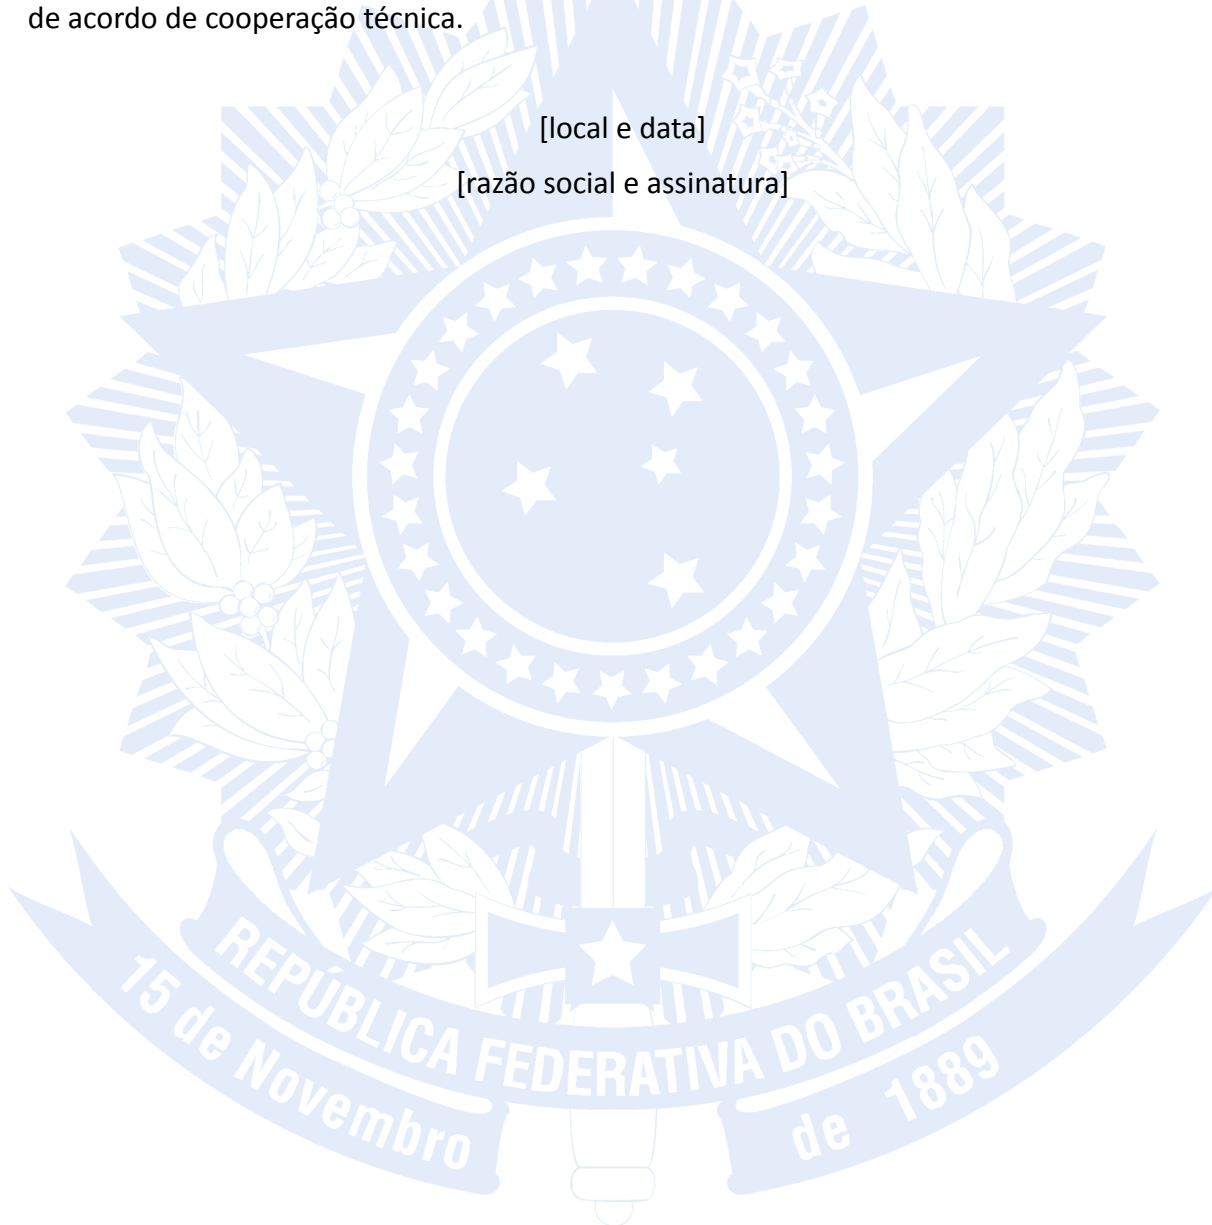 de acordo de cooperação técnica.
[local e data]
[razão social e assinatura]
REPÚBLICA FEDERATIVA DO BRASIL
15 de Novembro de 1889